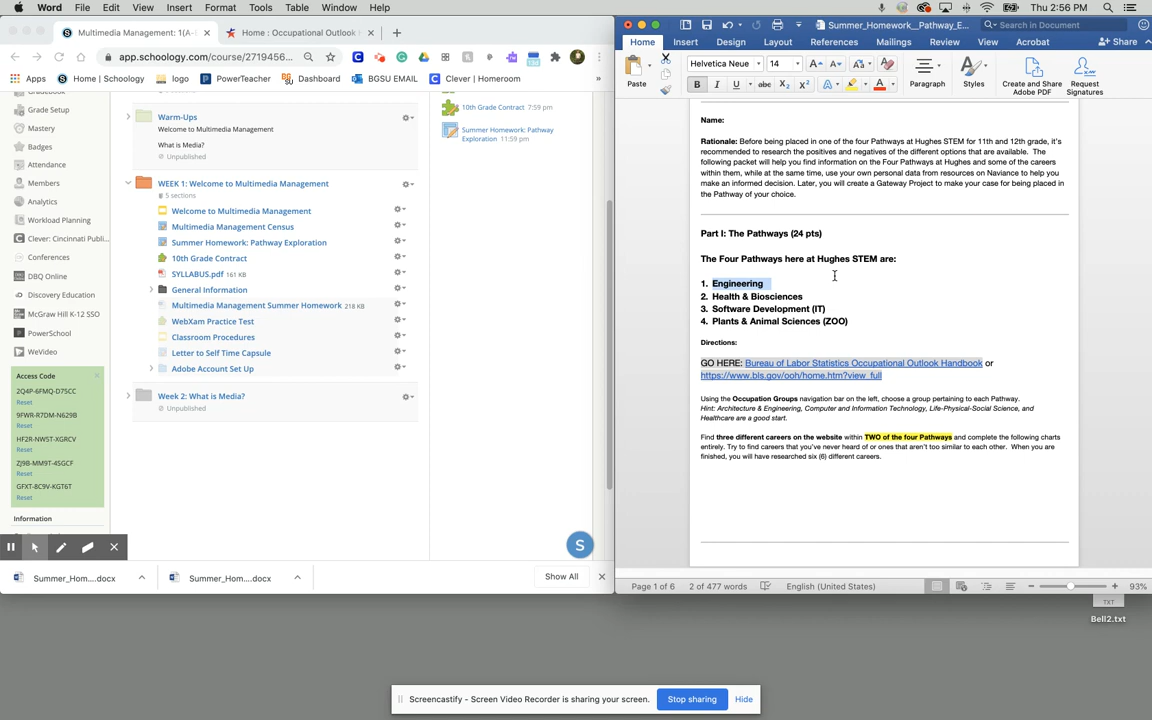 Word File Edit View Insert Format Tools Table Window Help Thu 2:56 PM
Multimedia Management: 1(A- Home : Occupational Outlook
app.schoology.com/course/2719456...
Apps Home | Schoology logo PowerTeacher Dashboard BGSU EMAIL Clever | Homeroom
Grade Setup
Mastery
Badges
Attendance
Members
Analytics
Workload Planning
Clever: Cincinnati Publi...
Conferences
DBQ Online
Discovery Education
McGraw Hill K-12 SSO
PowerSchool
WeVideo
Access Code
2Q4P-6FMQ-D75CC
Reset
9FWR-R7DM-N629B
Reset
HF2R-NW5T-XGRCV
Reset
ZJ9B-MM9T-4SGCF
Reset
GFXT-8C9V-KGT6T
Reset
Information
Warm-Ups
Welcome to Multimedia Management
What is Media?
Unpublished
WEEK 1: Welcome to Multimedia Management
5 sections
Welcome to Multimedia Management
Multimedia Management Census
Summer Homework: Pathway Exploration
10th Grade Contract
SYLLABUS.pdf 161 KB
General Information
Multimedia Management Summer Homework 218 KB
WebXam Practice Test
Classroom Procedures
Letter to Self Time Capsule
Adobe Account Set Up
Week 2: What is Media?
Unpublished
10th Grade Contract 7:59 pm
Summer Homework: Pathway
Exploration 11:59 pm
S
Summer_Hom....docx Summer_Hom....docx Show All
Summer_Homework__Pathway_E... Search in Document
Home Insert Design Layout References Mailings Review View Acrobat Share
Paste Helvetica Neue 14 Paragraph Styles Create and Share Adobe PDF Request Signatures
B I U abc X2 X2 A A
Name:
Rationale: Before being placed in one of the four Pathways at Hughes STEM for 11th and 12th grade, it's
recommended to research the positives and negatives of the different options that are available. The
following packet will help you find information on the Four Pathways at Hughes and some of the careers
within them, while at the same time, use your own personal data from resources on Naviance to help you
make an informed decision. Later, you will create a Gateway Project to make your case for being placed in
the Pathway of your choice.
Part I: The Pathways (24 pts)
The Four Pathways here at Hughes STEM are:
1. Engineering
2. Health & Biosciences
3. Software Development (IT)
4. Plants & Animal Sciences (ZOO)
Directions:
GO HERE: Bureau of Labor Statistics Occupational Outlook Handbook or
https://www.bls.gov/ooh/home.htm?view_full
Using the Occupation Groups navigation bar on the left, choose a group pertaining to each Pathway.
Hint: Architecture & Engineering, Computer and Information Technology, Life-Physical-Social Science, and
Healthcare are a good start.
Find three different careers on the website within TWO of the four Pathways and complete the following charts
entirely. Try to find careers that you've never heard of or ones that aren't too similar to each other. When you are
finished, you will have researched six (6) different careers.
Page 1 of 6 2 of 477 words English (United States) 93%
TXT
Bell2.txt
Screencastify - Screen Video Recorder is sharing your screen. Stop sharing Hide